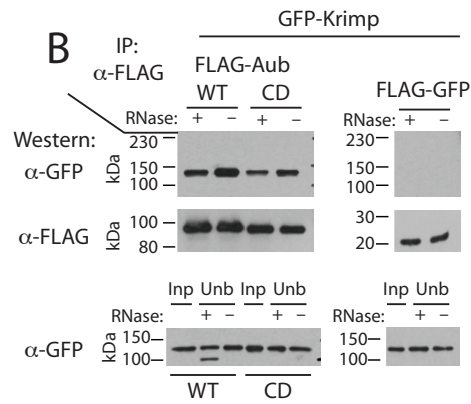 B
GFP-Krimp
IP:
α-FLAG
FLAG-Aub
WT CD
FLAG-GFP
RNase: + − + − + −
Western:
α-GFP
kDa
230
150
100
230
150
100
α-FLAG
kDa
100
80
30
20
Inp Unb Inp Unb Inp Unb
RNase: + − + − + −
α-GFP
kDa
150
100
150
100
WT CD